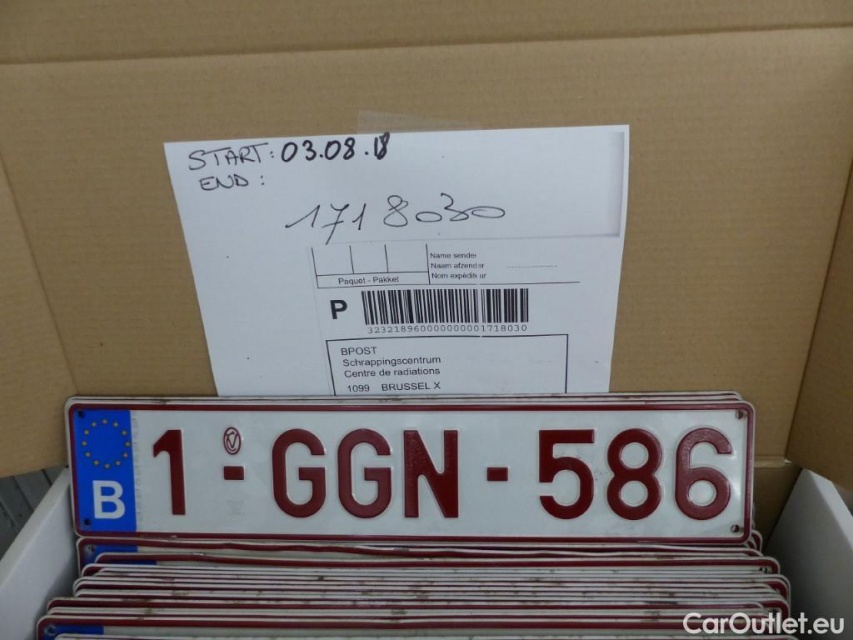 START: 03.08.18
END :
1718030
Name sender
Naam afzender
Nom expéditeur
Paquet - Pakket
P
323218960000000001718030
BPOST
Schrappingscentrum
Centre de radiations
1099 BRUSSEL X
B 1-GGN-586
CarOutlet.eu